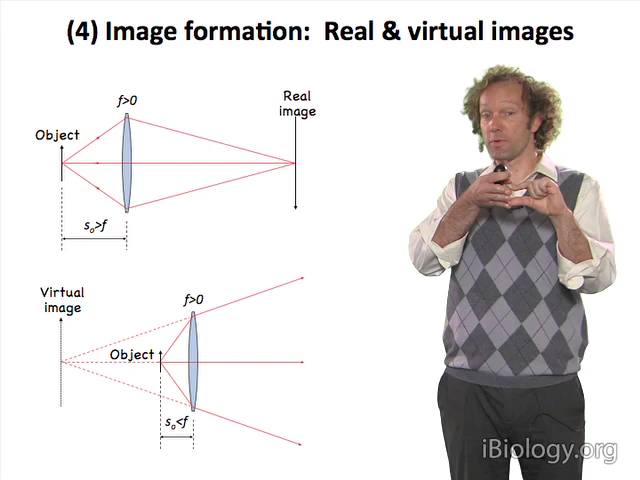 (4) Image formation: Real & virtual images
f>0
Real
image
Object
sₒ>f
Virtual
image
f>0
Object
sₒ<f
iBiology.org